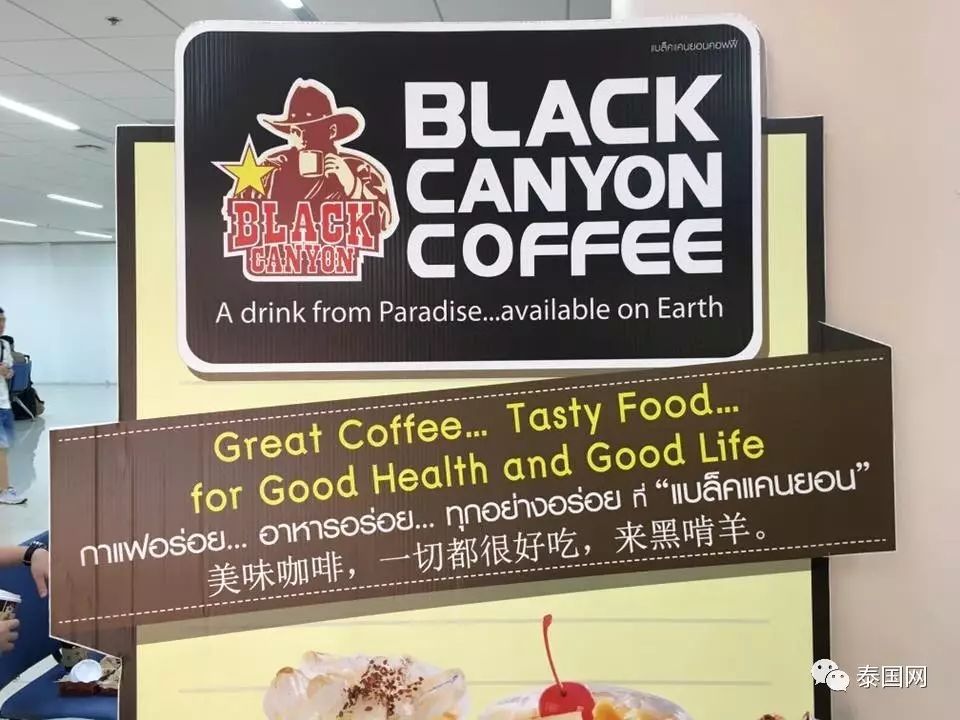 แบล็คแคนยอนคอฟฟี่
BLACK
CANYON
BLACK
CANYON
COFFEE
A drink from Paradise...available on Earth
Great Coffee... Tasty Food...
for Good Health and Good Life
กาแฟอร่อย... อาหารอร่อย... ทุกอย่างอร่อย ที่ “แบล็คแคนยอน”
美味咖啡，一切都很好吃，来黑啃羊。
泰国网